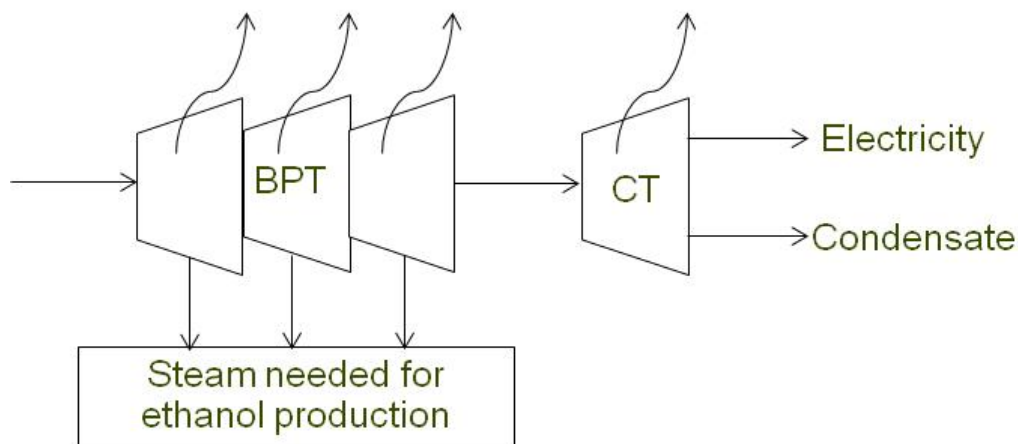 BPT
CT
Electricity
Condensate
Steam needed for
ethanol production